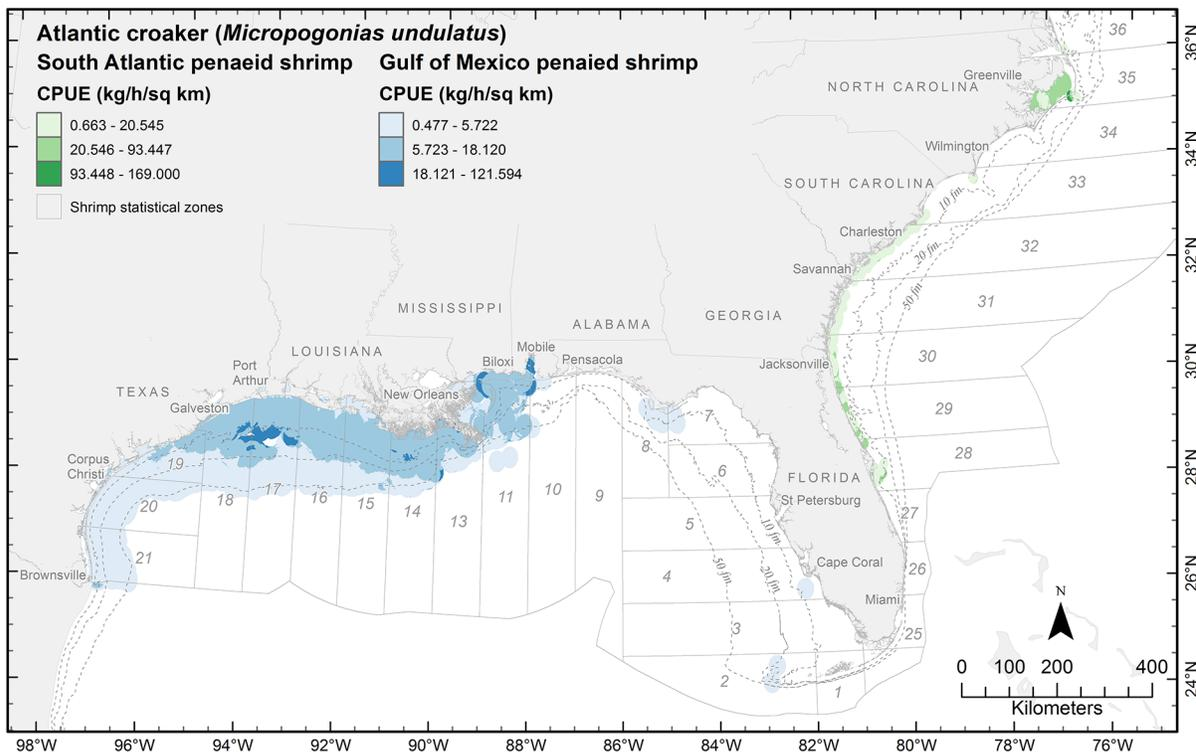 Atlantic croaker (Micropogonias undulatus)
South Atlantic penaeid shrimp
CPUE (kg/h/sq km)
0.663 - 20.545
20.546 - 93.447
93.448 - 169.000
Shrimp statistical zones
Gulf of Mexico penaied shrimp
CPUE (kg/h/sq km)
0.477 - 5.722
5.723 - 18.120
18.121 - 121.594
36
35
34
33
32
31
30
29
28
27
26
25
NORTH CAROLINA
Greenville
Wilmington
SOUTH CAROLINA
Charleston
Savannah
10 fm.
20 fm.
50 fm.
MISSISSIPPI
ALABAMA
GEORGIA
LOUISIANA
TEXAS
Port
Arthur
Galveston
New Orleans
Biloxi
Mobile
Pensacola
Jacksonville
Corpus
Christi
Brownsville
FLORIDA
St Petersburg
Cape Coral
Miami
10 fm.
20 fm.
50 fm.
19
20
21
18
17
16
15
14
13
11
10
9
8
7
6
5
4
3
2
1
N
0 100 200 400
Kilometers
36°N
34°N
32°N
30°N
28°N
26°N
24°N
98°W 96°W 94°W 92°W 90°W 88°W 86°W 84°W 82°W 80°W 78°W 76°W